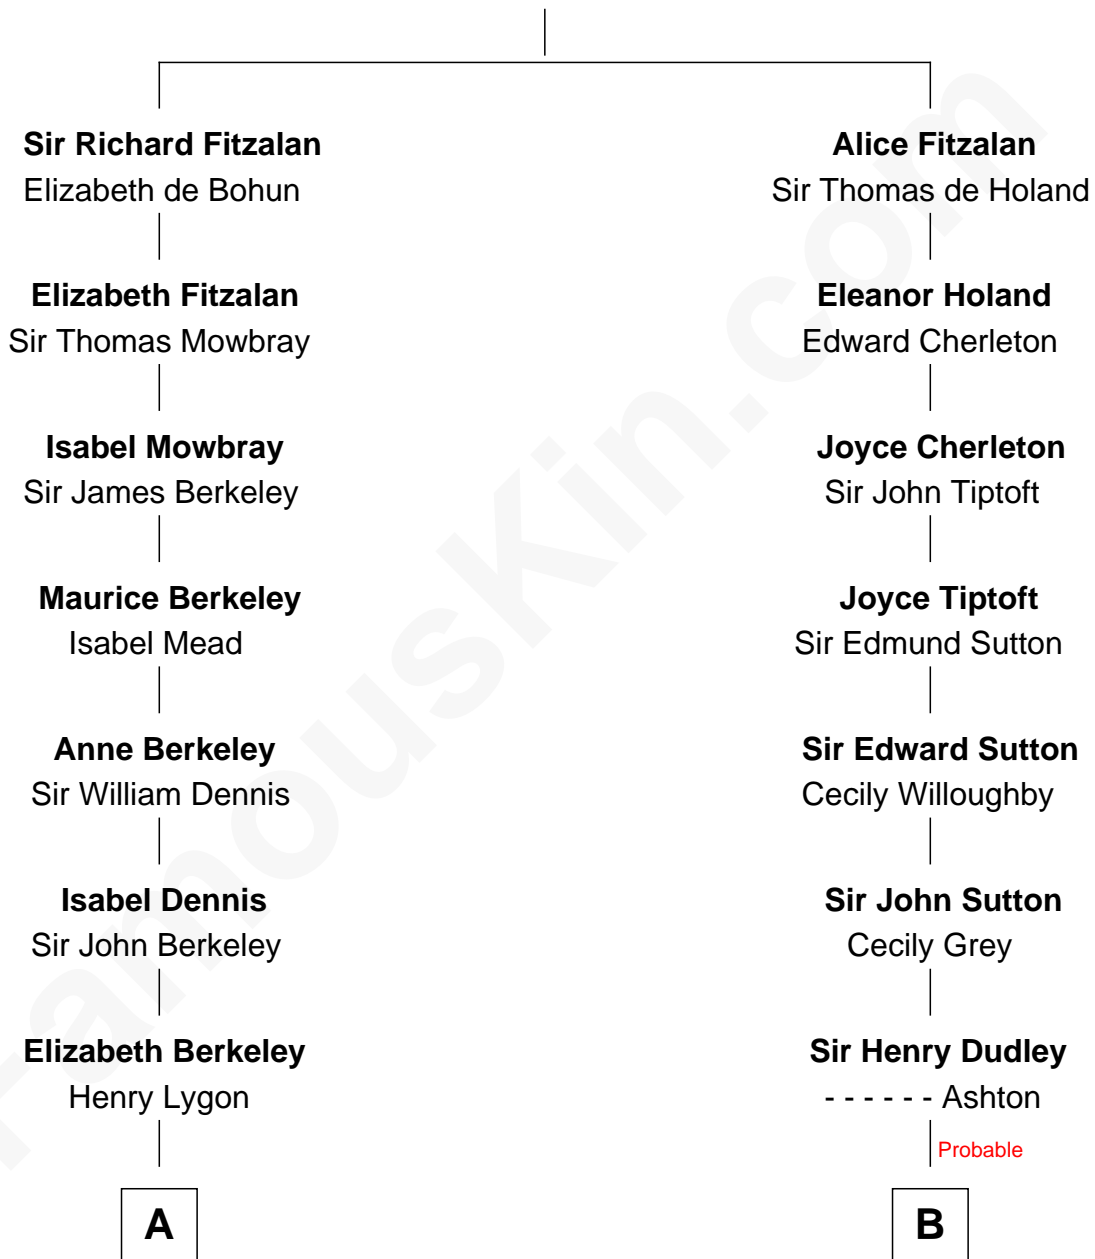 Sir Richard Fitzalan
Elizabeth de Bohun
Elizabeth Fitzalan
Sir Thomas Mowbray
Isabel Mowbray
Sir James Berkeley
Maurice Berkeley
Isabel Mead
Anne Berkeley
Sir William Dennis
Isabel Dennis
Sir John Berkeley
Elizabeth Berkeley
Henry Lygon
A
Alice Fitzalan
Sir Thomas de Holand
Eleanor Holand
Edward Cherleton
Joyce Cherleton
Sir John Tiptoft
Joyce Tiptoft
Sir Edmund Sutton
Sir Edward Sutton
Cecily Willoughby
Sir John Sutton
Cecily Grey
Sir Henry Dudley
- - - - - - Ashton
Probable
B
FamousKin.com